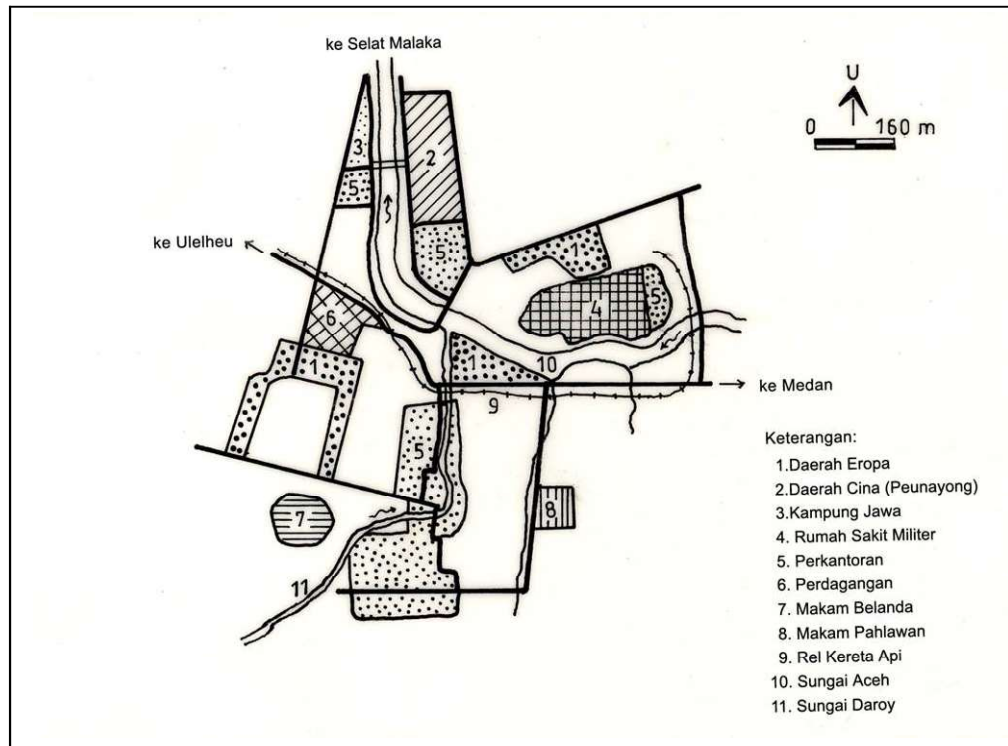 ke Selat Malaka
U
0 160 m
3
2
5
ke Ulelheu
5
1
4
5
6
1
1
10
ke Medan
9
5
7
8
11
Keterangan:
1.Daerah Eropa
2.Daerah Cina (Peunayong)
3.Kampung Jawa
4. Rumah Sakit Militer
5. Perkantoran
6. Perdagangan
7. Makam Belanda
8. Makam Pahlawan
9. Rel Kereta Api
10. Sungai Aceh
11. Sungai Daroy